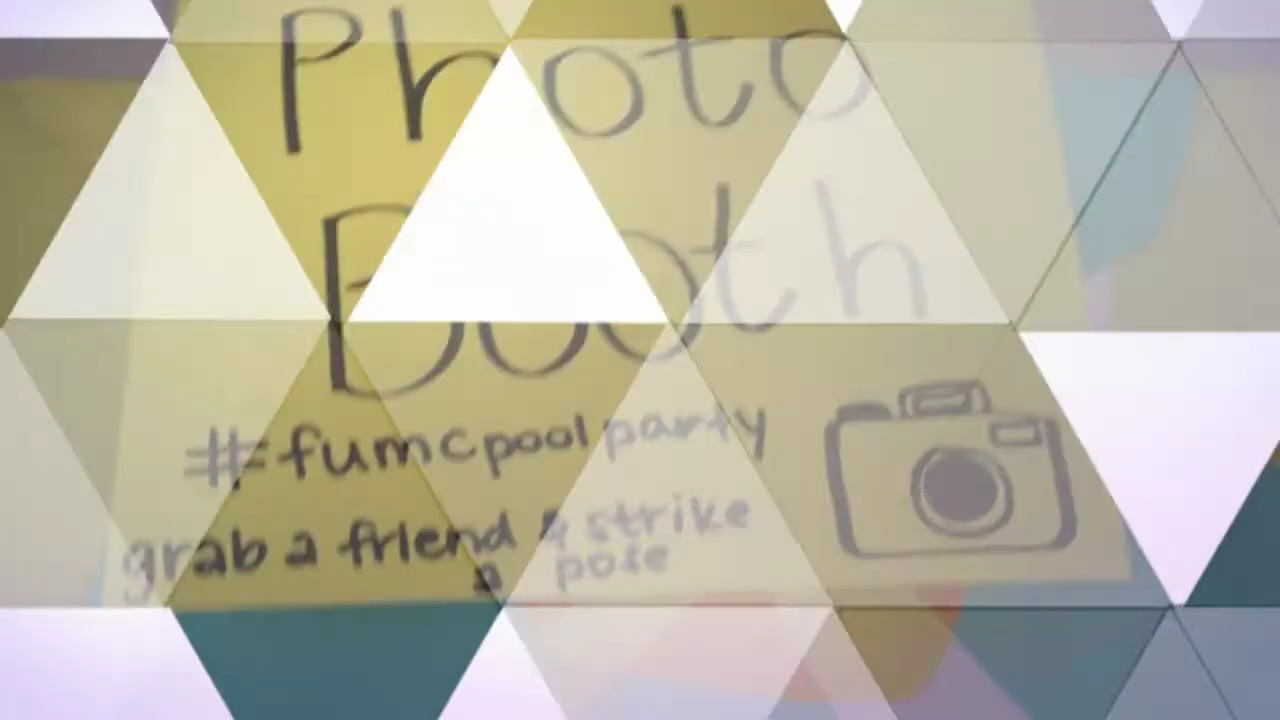 Photo
Booth
#fumcpoolparty
grab a friend & strike
a pose